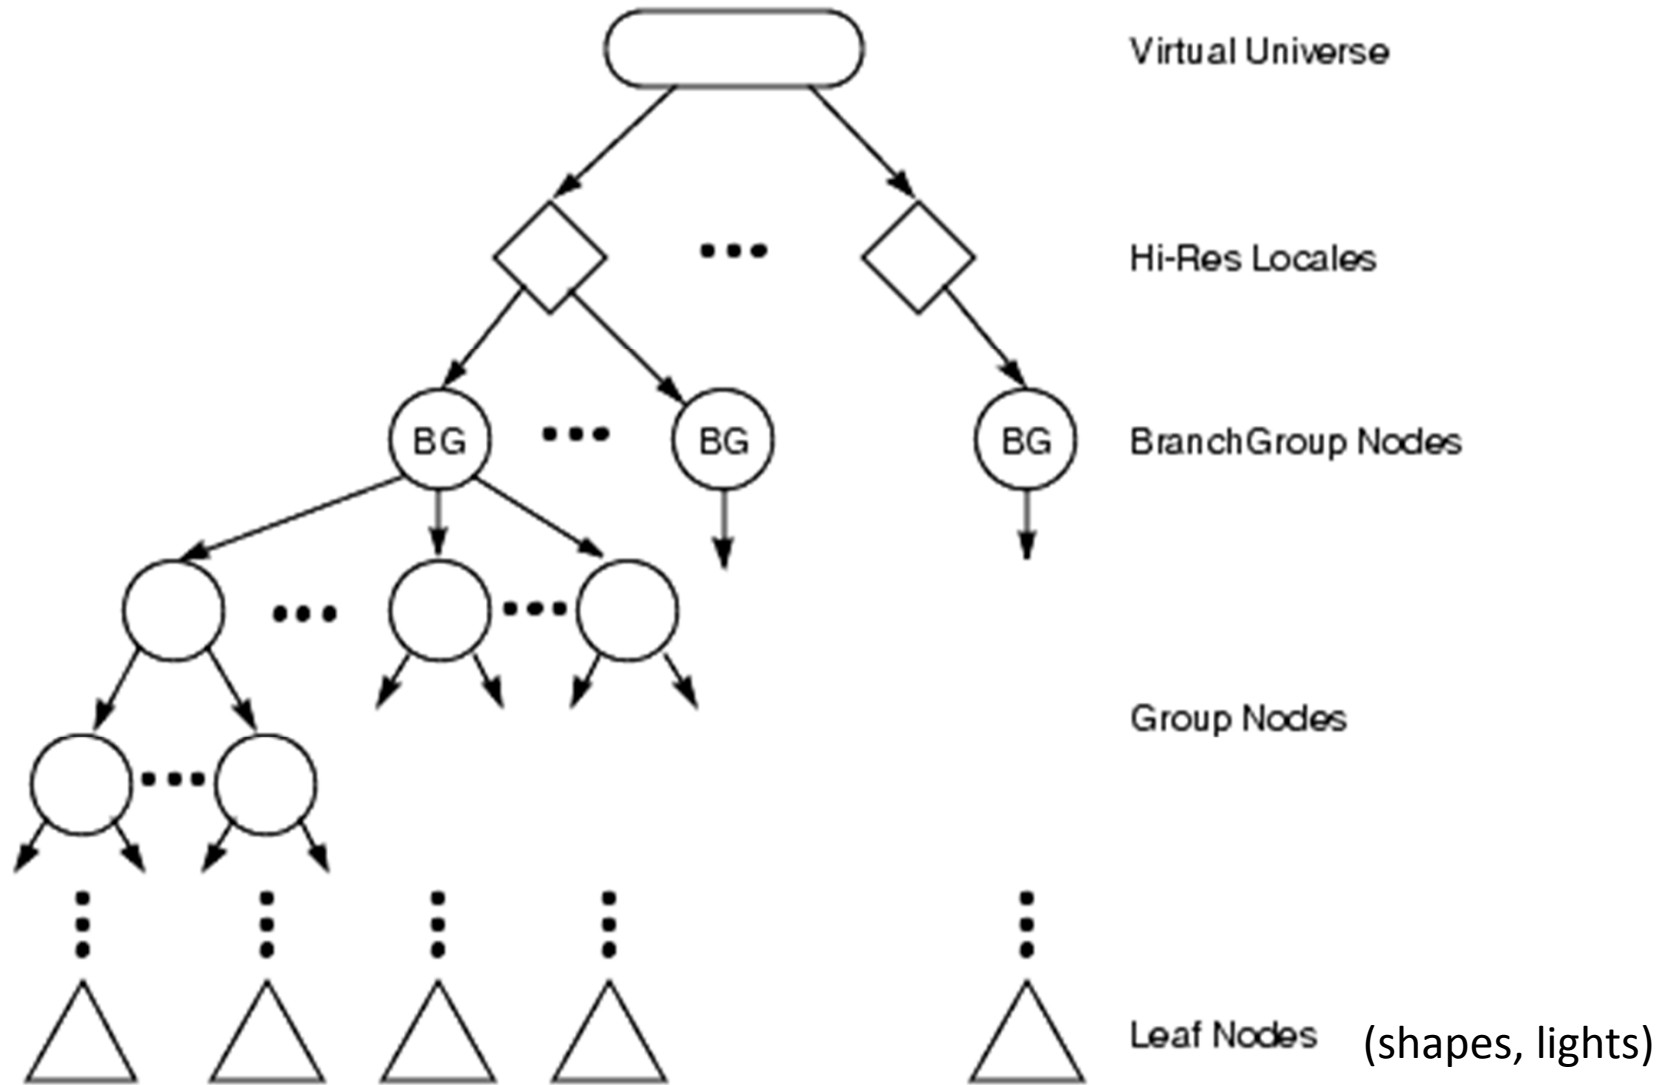 Virtual Universe
Hi-Res Locales
BG BG BG BranchGroup Nodes
Group Nodes
Leaf Nodes (shapes, lights)